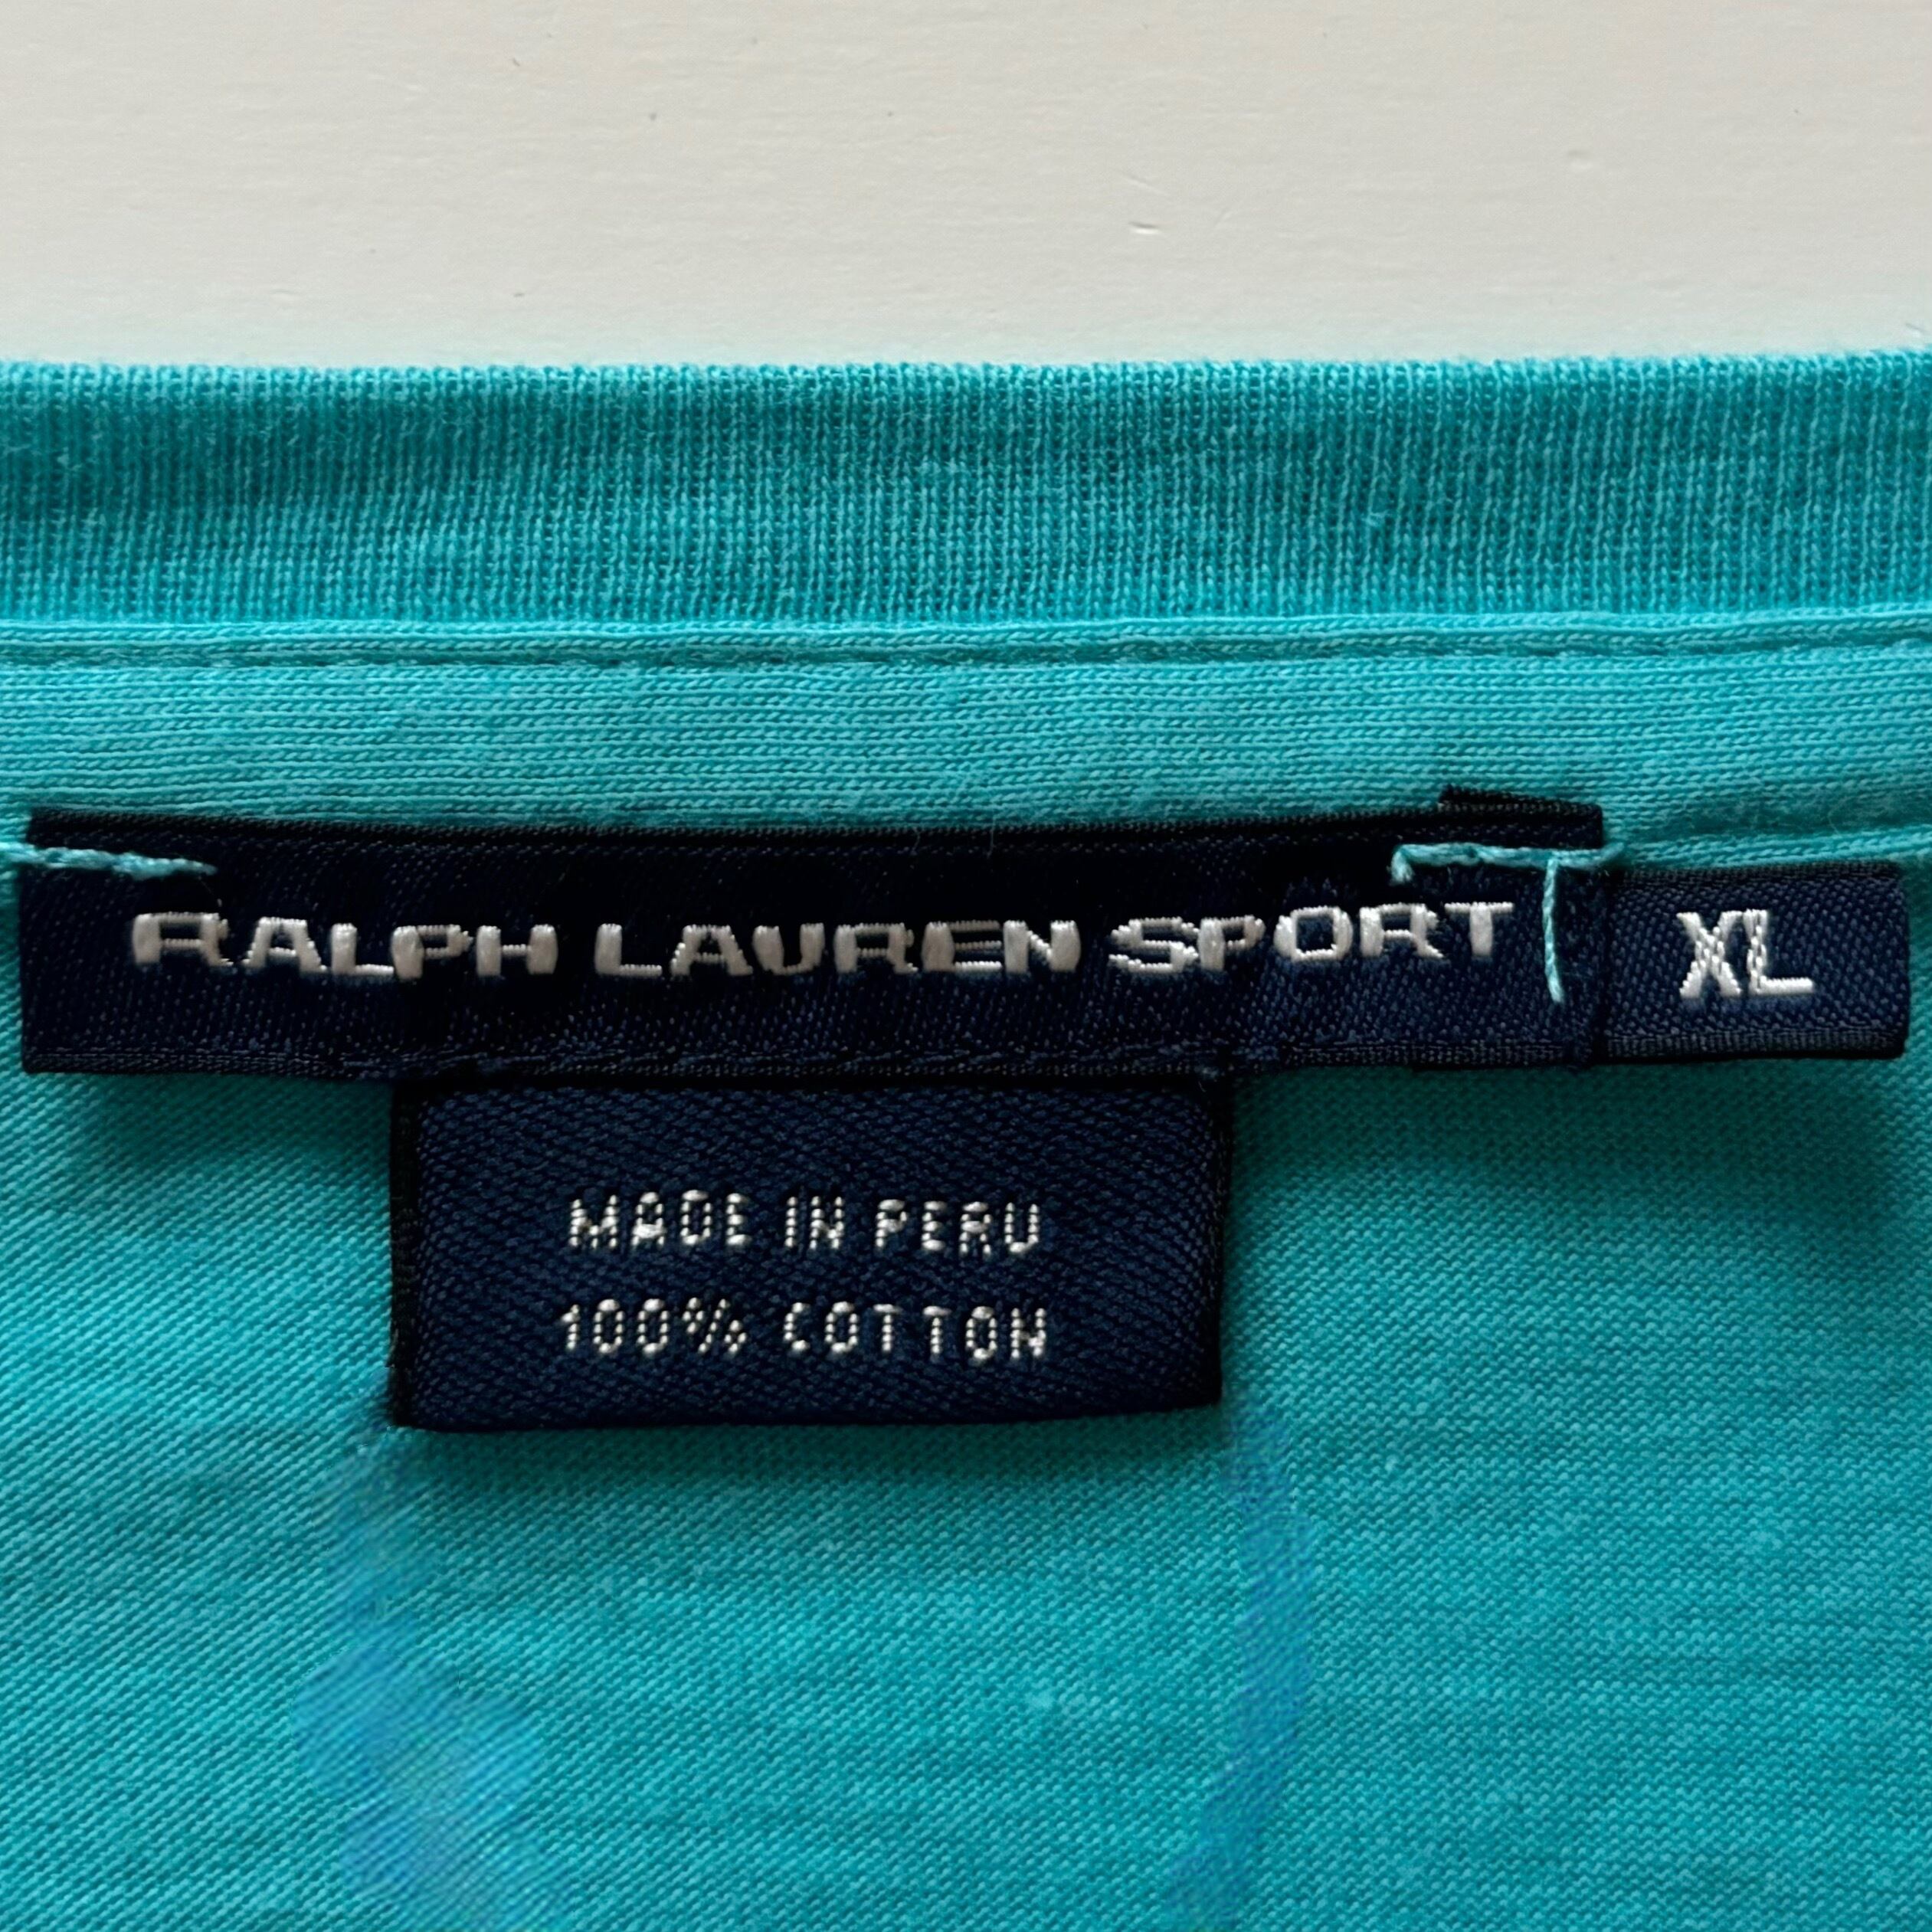 RALPH LAUREN SPORT
XL
MADE IN PERU
100% COTTON